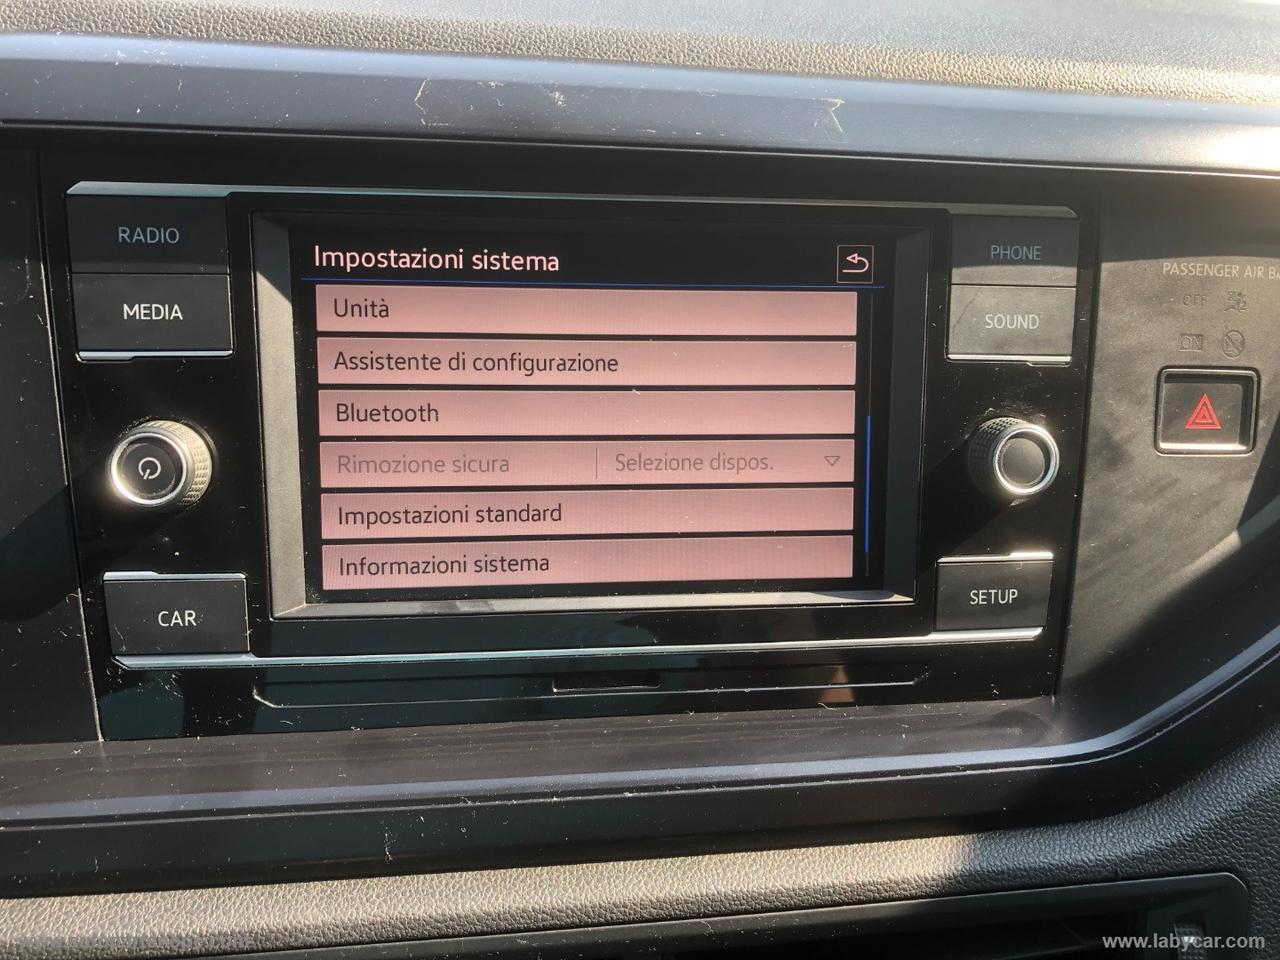 RADIO
MEDIA
CAR
Impostazioni sistema
Unità
Assistente di configurazione
Bluetooth
Rimozione sicura
Selezione dispos.
Impostazioni standard
Informazioni sistema
PHONE
SOUND
SETUP
PASSENGER AIR BA
OFF
ON
www.labycar.com